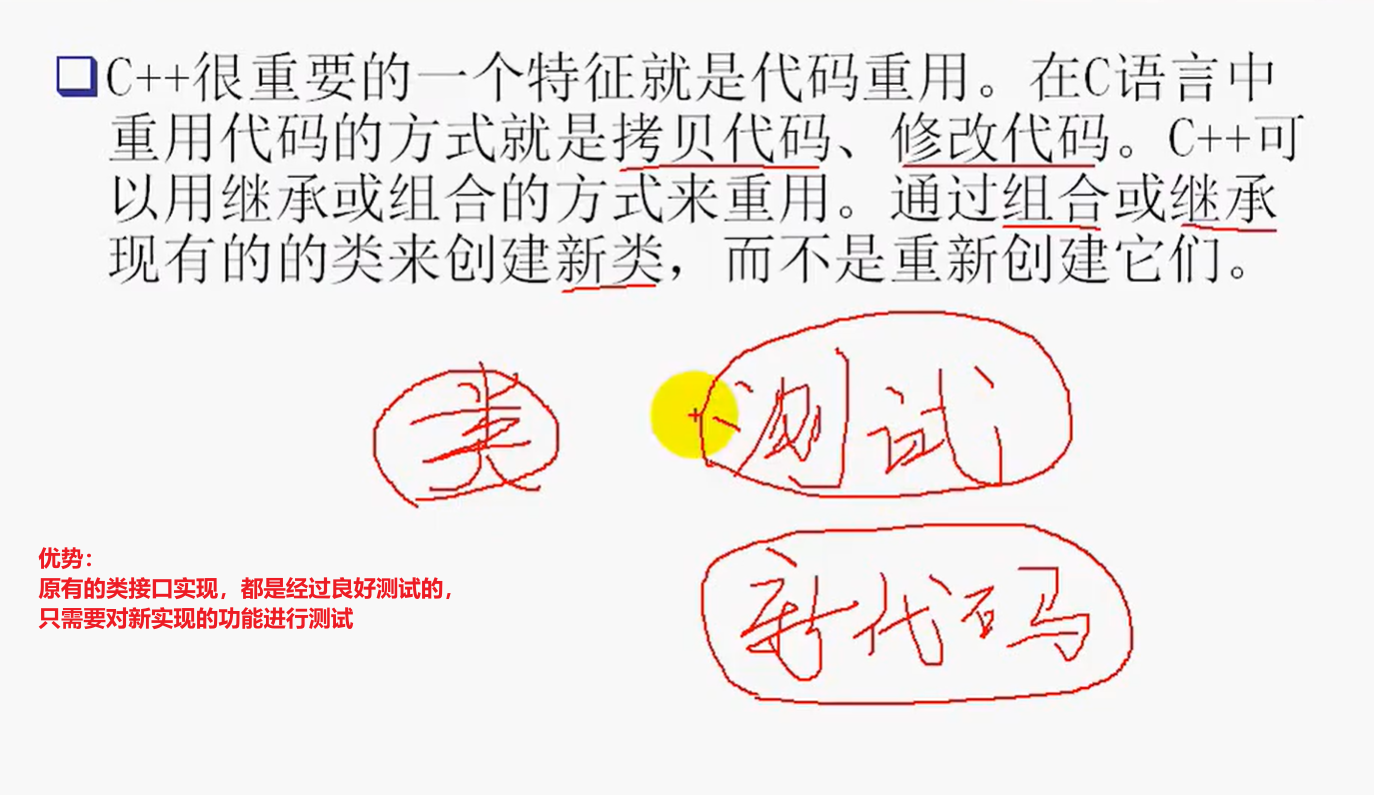 C++很重要的一个特征就是代码重用。在C语言中
重用代码的方式就是拷贝代码、修改代码。C++可
以用继承或组合的方式来重用。通过组合或继承
现有的的类来创建新类，而不是重新创建它们。
类
测试
新代码
优势：
原有的类接口实现，都是经过良好测试的，
只需要对新实现的功能进行测试